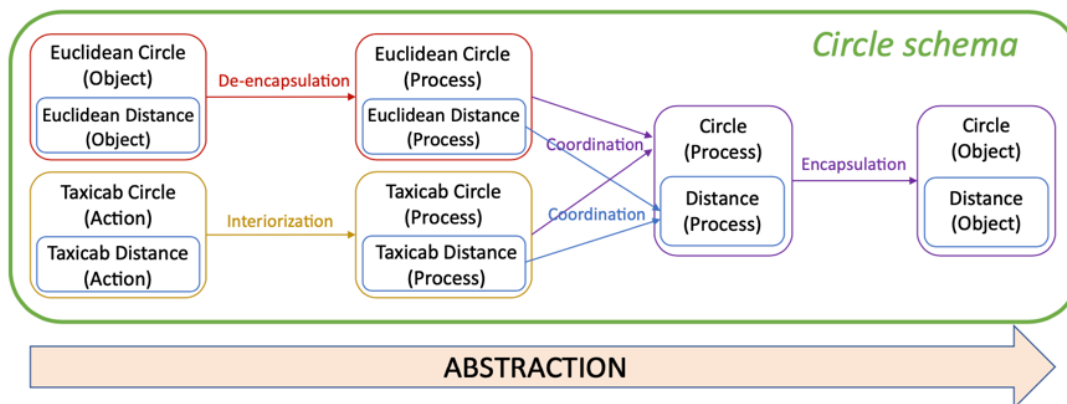 Circle schema
Euclidean Circle
(Object)
Euclidean Distance
(Object)
De-encapsulation
Euclidean Circle
(Process)
Euclidean Distance
(Process)
Taxicab Circle
(Action)
Taxicab Distance
(Action)
Interiorization
Taxicab Circle
(Process)
Taxicab Distance
(Process)
Coordination
Coordination
Circle
(Process)
Distance
(Process)
Encapsulation
Circle
(Object)
Distance
(Object)
ABSTRACTION